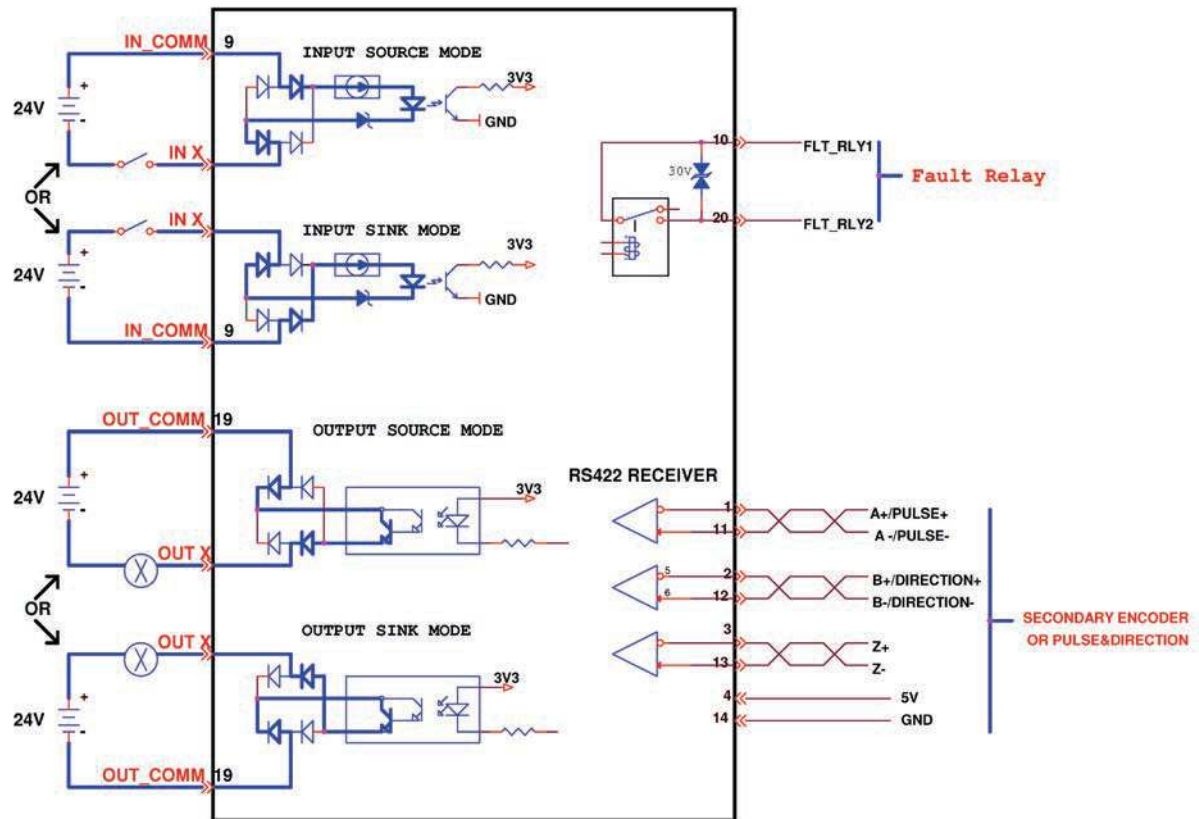 IN_COMM 9
INPUT SOURCE MODE
3V3
+
24V
-
GND
IN X
OR
IN X
INPUT SINK MODE
3V3
+
24V
-
GND
IN_COMM 9
10
FLT_RLY1
30V
Fault Relay
20
FLT_RLY2
OUT_COMM 19
OUTPUT SOURCE MODE
+
24V
-
3V3
OUT X
OR
OUT X
OUTPUT SINK MODE
+
24V
-
3V3
OUT_COMM 19
RS422 RECEIVER
1
A+/PULSE+
11
A -/PULSE-
5
2
B+/DIRECTION+
6
12
B-/DIRECTION-
3
Z+
13
Z-
4
5V
14
GND
SECONDARY ENCODER
OR PULSE&DIRECTION